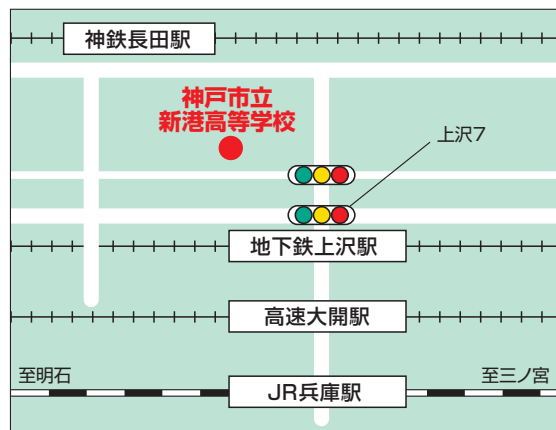 神鉄長田駅
神戸市立
新港高等学校
上沢7
地下鉄上沢駅
高速大開駅
至明石
至三ノ宮
JR兵庫駅